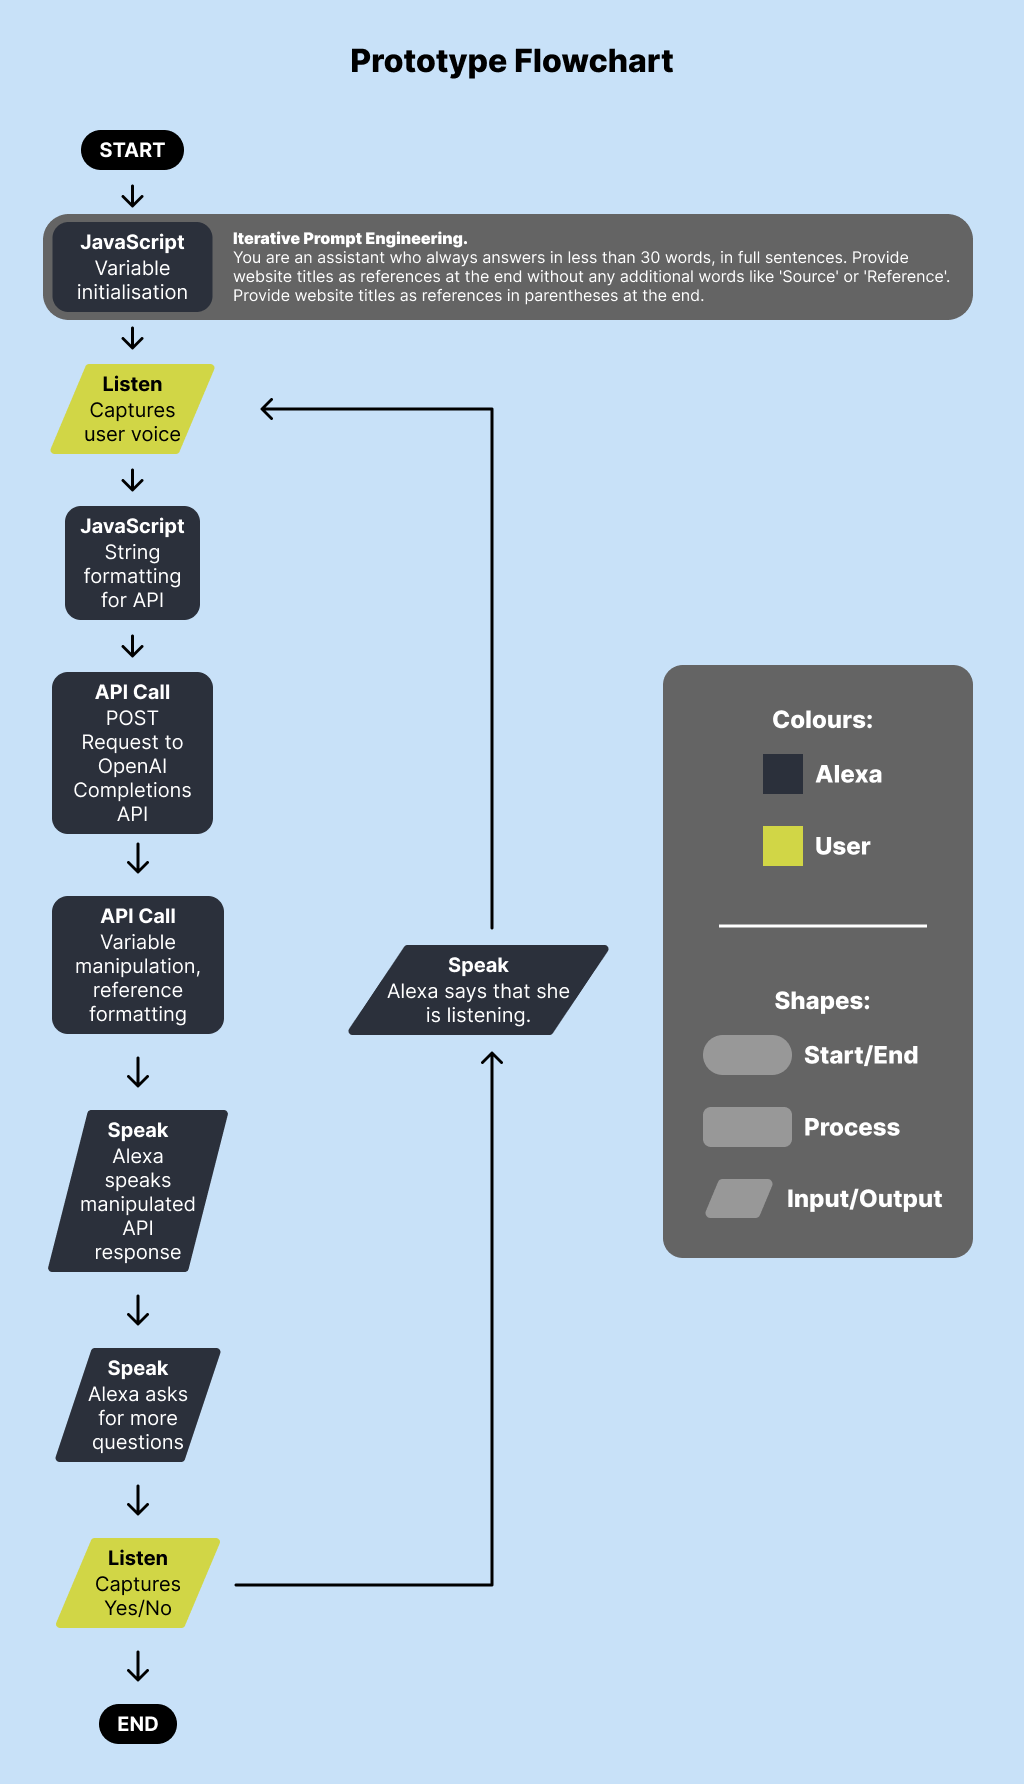 Prototype Flowchart
START
JavaScript
Variable
initialisation
Iterative Prompt Engineering.
You are an assistant who always answers in less than 30 words, in full sentences. Provide
website titles as references at the end without any additional words like 'Source' or 'Reference'.
Provide website titles as references in parentheses at the end.
Listen
Captures
user voice
JavaScript
String
formatting
for API
API Call
POST
Request to
OpenAI
Completions
API
API Call
Variable
manipulation,
reference
formatting
Speak
Alexa says that she
is listening.
Speak
Alexa
speaks
manipulated
API
response
Speak
Alexa asks
for more
questions
Listen
Captures
Yes/No
END
Colours:
Alexa
User
Shapes:
Start/End
Process
Input/Output